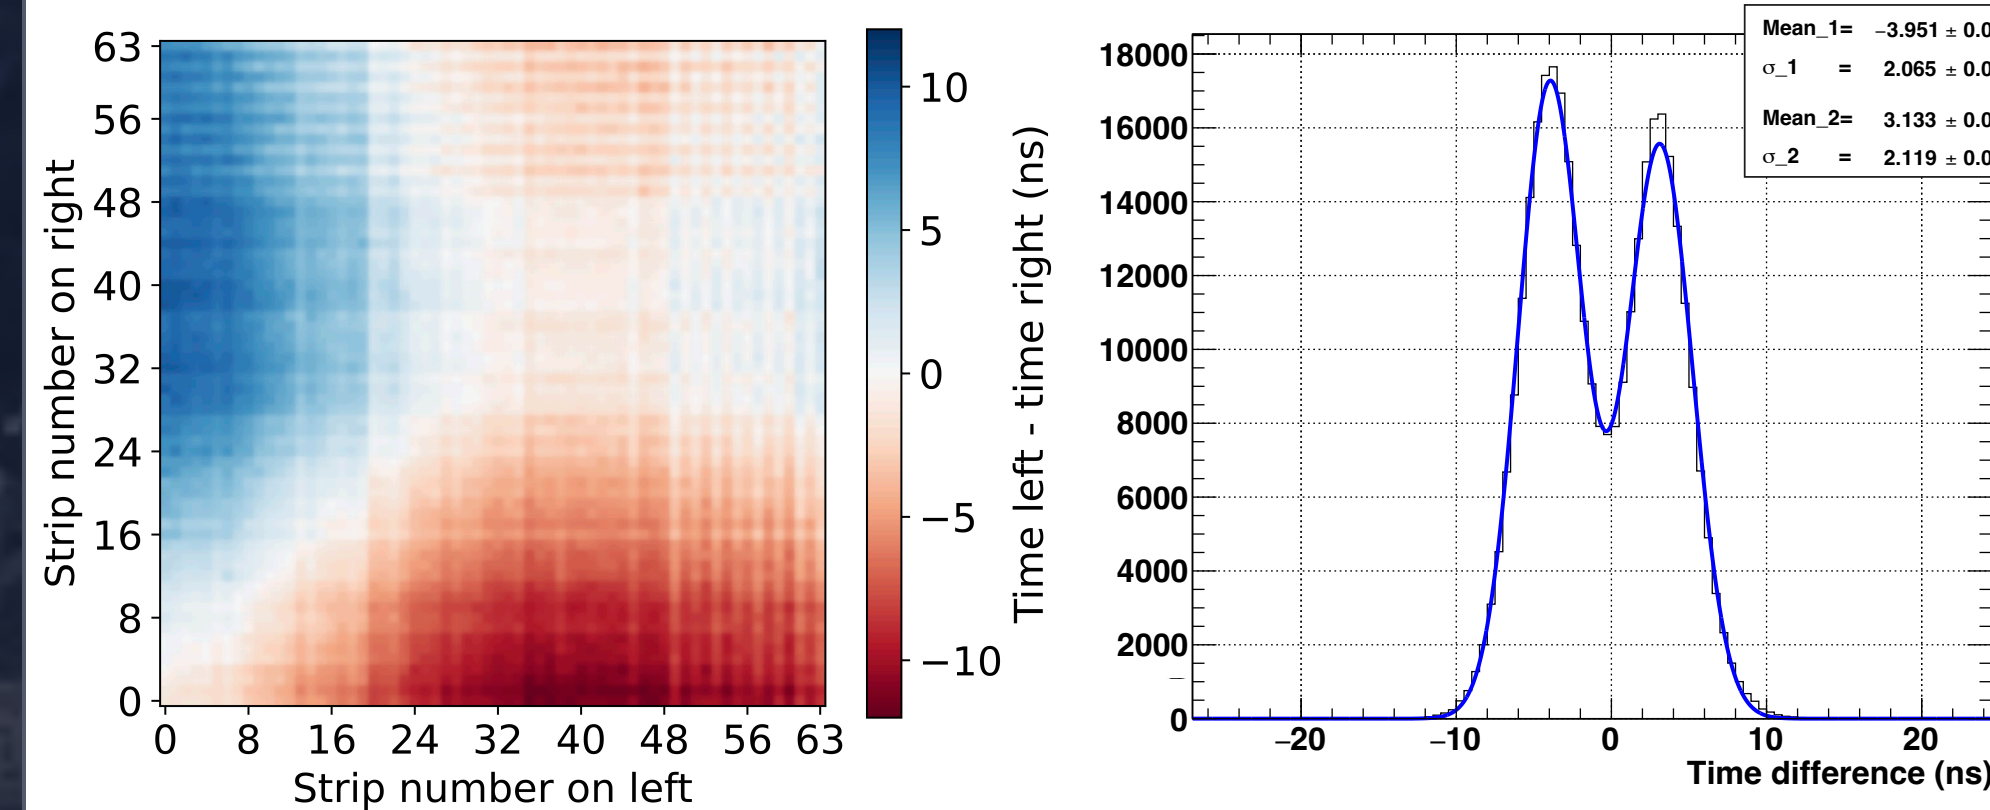 63
56
48
40
32
24
16
8
0
Strip number on right
0 8 16 24 32 40 48 56 63
Strip number on left
10
5
0
−5
−10
Time left - time right (ns)
18000
16000
14000
12000
10000
8000
6000
4000
2000
0
−20 −10 0 10 20
Time difference (ns)
Mean_1= −3.951 ± 0.0
σ_1 = 2.065 ± 0.0
Mean_2= 3.133 ± 0.0
σ_2 = 2.119 ± 0.0